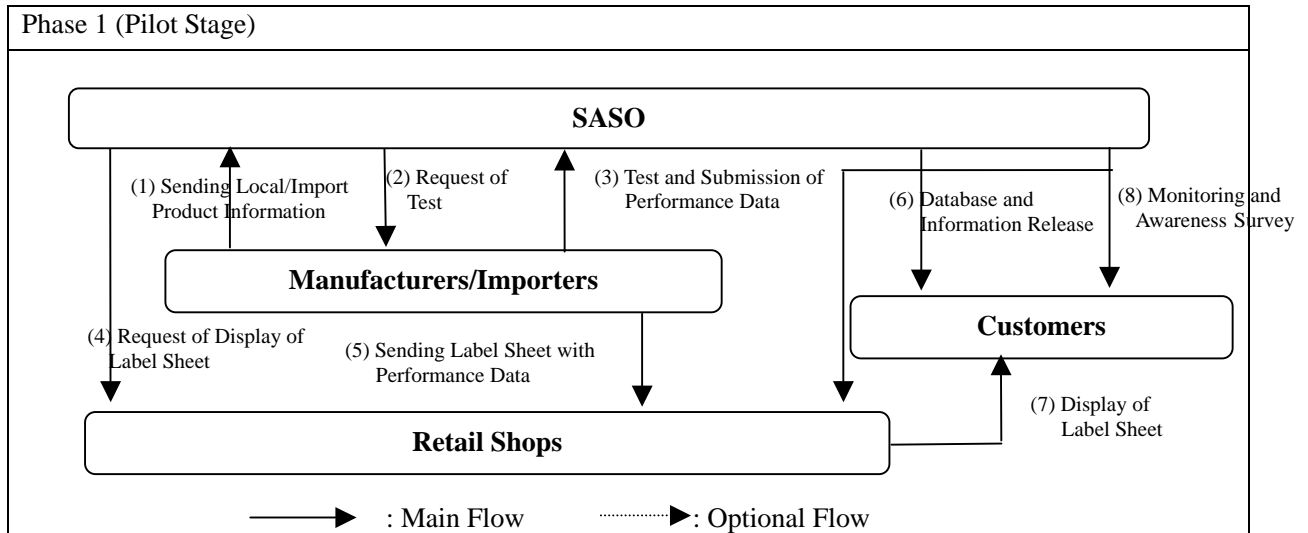 Phase 1 (Pilot Stage)
SASO
(1) Sending Local/Import
Product Information
(2) Request of
Test
(3) Test and Submission of
Performance Data
(6) Database and
Information Release
(8) Monitoring and
Awareness Survey
Manufacturers/Importers
Customers
(4) Request of Display of
Label Sheet
(5) Sending Label Sheet with
Performance Data
(7) Display of
Label Sheet
Retail Shops
: Main Flow
: Optional Flow